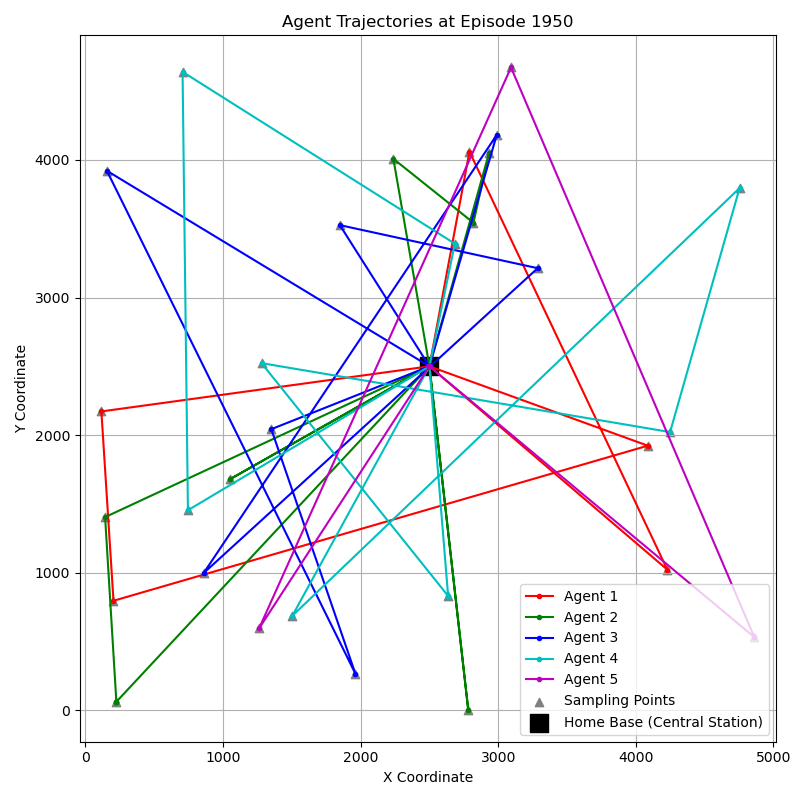 Agent Trajectories at Episode 1950
Y Coordinate
4000
3000
2000
1000
0
0 1000 2000 3000 4000 5000
X Coordinate
Agent 1
Agent 2
Agent 3
Agent 4
Agent 5
Sampling Points
Home Base (Central Station)